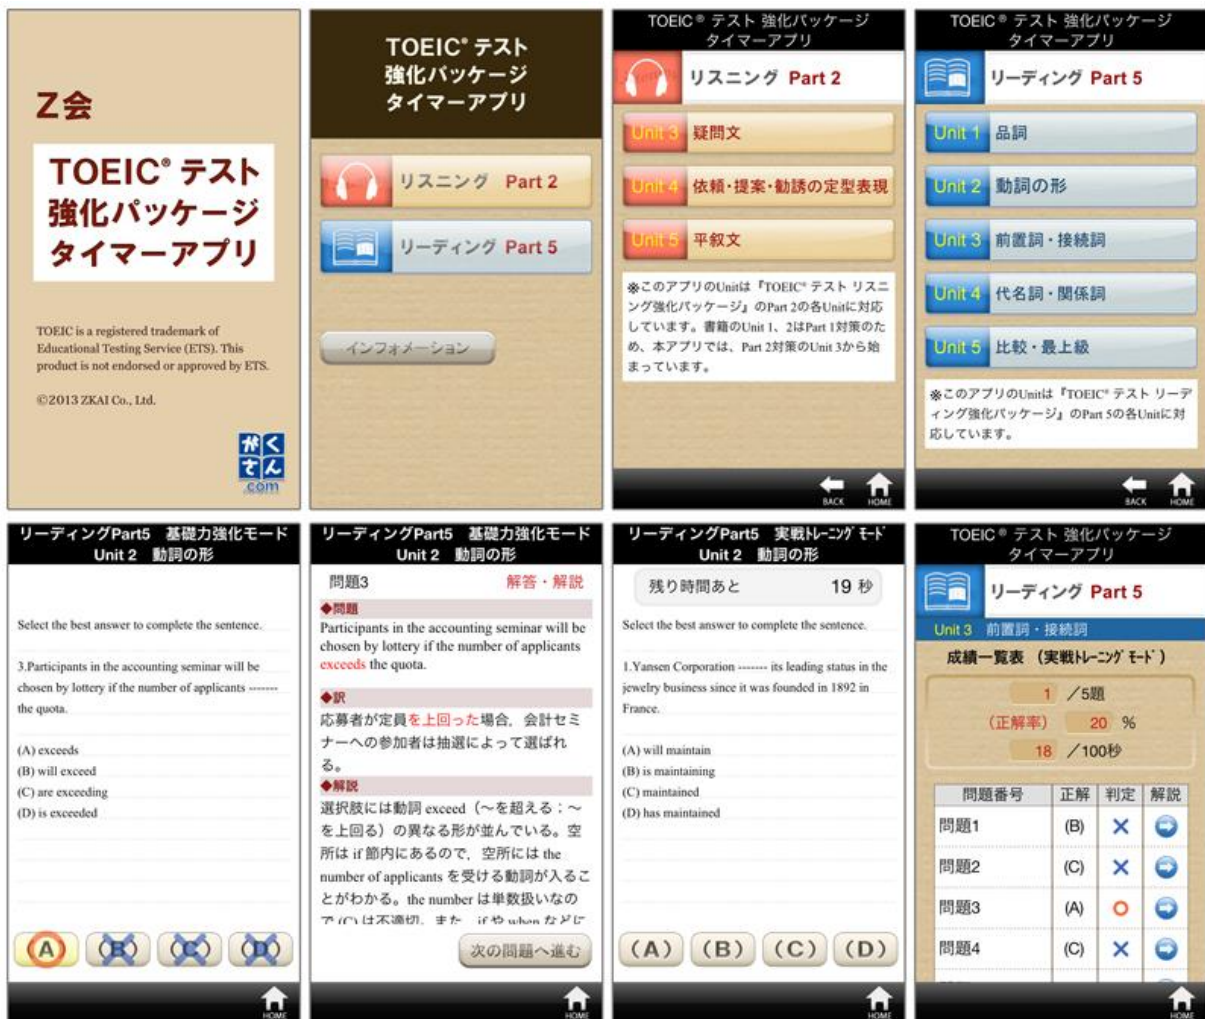 Z会
TOEIC® テスト
強化パッケージ
タイマーアプリ
TOEIC is a registered trademark of
Educational Testing Service (ETS). This
product is not endorsed or approved by ETS.
©2013 ZKAI Co., Ltd.
がく
さん
.com
TOEIC® テスト
強化パッケージ
タイマーアプリ
リスニング Part 2
リーディング Part 5
インフォメーション
TOEIC® テスト 強化パッケージ
タイマーアプリ
リスニング Part 2
Unit 3 疑問文
Unit 4 依頼・提案・勧誘の定型表現
Unit 5 平叙文
※このアプリのUnitは『TOEIC® テスト リスニ
ング強化パッケージ』のPart 2の各Unitに対応
しています。書籍のUnit 1、2はPart 1対策のた
め、本アプリでは、Part 2対策のUnit 3から始
まっています。
BACK HOME
TOEIC® テスト 強化パッケージ
タイマーアプリ
リーディング Part 5
Unit 1 品詞
Unit 2 動詞の形
Unit 3 前置詞・接続詞
Unit 4 代名詞・関係詞
Unit 5 比較・最上級
※このアプリのUnitは『TOEIC® テスト リーデ
ィング強化パッケージ』のPart 5の各Unitに対
応しています。
BACK HOME
リーディングPart5 基礎力強化モード
Unit 2 動詞の形
Select the best answer to complete the sentence.
3.Participants in the accounting seminar will be
chosen by lottery if the number of applicants -------
the quota.
(A) exceeds
(B) will exceed
(C) are exceeding
(D) is exceeded
(A) (B) (C) (D)
HOME
リーディングPart5 基礎力強化モード
Unit 2 動詞の形
問題3 解答・解説
◆問題
Participants in the accounting seminar will be
chosen by lottery if the number of applicants
exceeds the quota.
◆訳
応募者が定員を上回った場合，会計セミ
ナーへの参加者は抽選によって選ばれ
る。
◆解説
選択肢には動詞 exceed（～を超える：～
を上回る）の異なる形が並んでいる。空
所は if 節内にあるので，空所には the
number of applicants を受ける動詞が入るこ
とがわかる。the number は単数扱いなの
で (C) は不適切。また，if や when などに
次の問題へ進む
HOME
リーディングPart5 実戦トレーニングモード
Unit 2 動詞の形
残り時間あと 19 秒
Select the best answer to complete the sentence.
1.Yansen Corporation ------- its leading status in the
jewelry business since it was founded in 1892 in
France.
(A) will maintain
(B) is maintaining
(C) maintained
(D) has maintained
(A) (B) (C) (D)
HOME
TOEIC® テスト 強化パッケージ
タイマーアプリ
リーディング Part 5
Unit 3 前置詞・接続詞
成績一覧表（実戦トレーニングモード）
1 ／5題
（正解率） 20 %
18 ／100秒
問題番号 正解 判定 解説
問題1 (B) ×
問題2 (C) ×
問題3 (A) ○
問題4 (C) ×
HOME